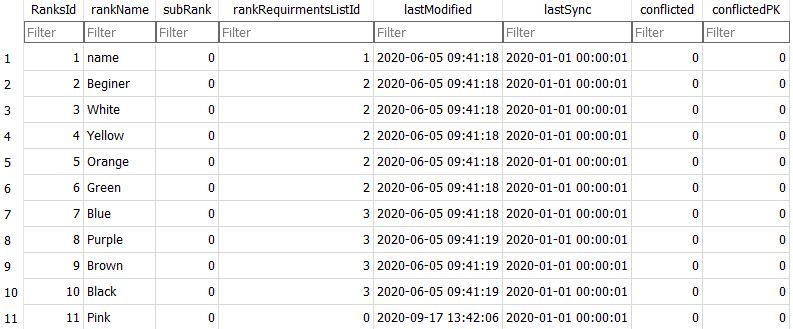 RanksId rankName subRank rankRequirmentsListId lastModified lastSync conflicted conflictedPK
Filter Filter Filter Filter Filter Filter Filter Filter
1 1 name 0 1 2020-06-05 09:41:18 2020-01-01 00:00:01 0 0
2 2 Beginer 0 2 2020-06-05 09:41:18 2020-01-01 00:00:01 0 0
3 3 White 0 2 2020-06-05 09:41:18 2020-01-01 00:00:01 0 0
4 4 Yellow 0 2 2020-06-05 09:41:18 2020-01-01 00:00:01 0 0
5 5 Orange 0 2 2020-06-05 09:41:18 2020-01-01 00:00:01 0 0
6 6 Green 0 2 2020-06-05 09:41:18 2020-01-01 00:00:01 0 0
7 7 Blue 0 3 2020-06-05 09:41:18 2020-01-01 00:00:01 0 0
8 8 Purple 0 3 2020-06-05 09:41:19 2020-01-01 00:00:01 0 0
9 9 Brown 0 3 2020-06-05 09:41:19 2020-01-01 00:00:01 0 0
10 10 Black 0 3 2020-06-05 09:41:19 2020-01-01 00:00:01 0 0
11 11 Pink 0 0 2020-09-17 13:42:06 2020-01-01 00:00:01 0 0